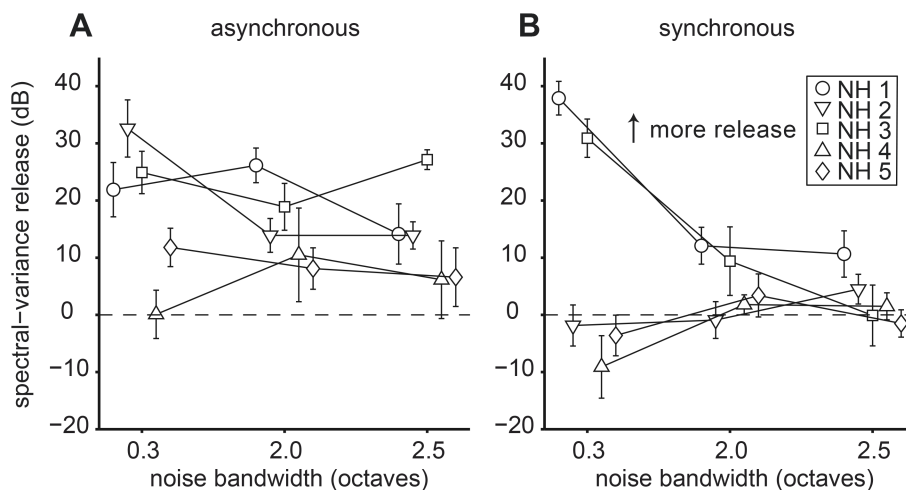 A
asynchronous
B
synchronous
spectral−variance release (dB)
40
30
20
10
0
−10
−20
0.3
2.0
2.5
noise bandwidth (octaves)
40
30
20
10
0
−10
−20
↑ more release
NH 1
NH 2
NH 3
NH 4
NH 5
0.3
2.0
2.5
noise bandwidth (octaves)